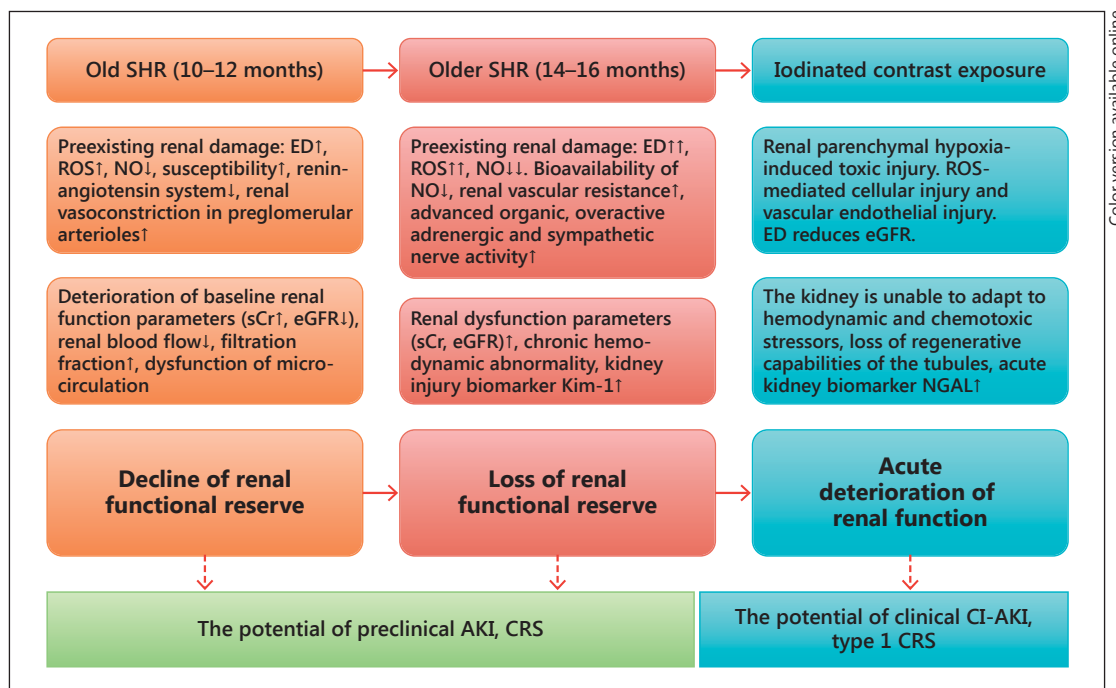 Old SHR (10–12 months)
Older SHR (14–16 months)
Iodinated contrast exposure
Preexisting renal damage: ED↑,
ROS↑, NO↓, susceptibility↑, renin-
angiotensin system↓, renal
vasoconstriction in preglomerular
arterioles↑
Preexisting renal damage: ED↑↑,
ROS↑↑, NO↓↓. Bioavailability of
NO↓, renal vascular resistance↑,
advanced organic, overactive
adrenergic and sympathetic
nerve activity↑
Renal parenchymal hypoxia-
induced toxic injury. ROS-
mediated cellular injury and
vascular endothelial injury.
ED reduces eGFR.
Deterioration of baseline renal
function parameters (sCr↑, eGFR↓),
renal blood flow↓, filtration
fraction↑, dysfunction of micro-
circulation
Renal dysfunction parameters
(sCr, eGFR)↑, chronic hemo-
dynamic abnormality, kidney
injury biomarker Kim-1↑
The kidney is unable to adapt to
hemodynamic and chemotoxic
stressors, loss of regenerative
capabilities of the tubules, acute
kidney biomarker NGAL↑
Decline of renal
functional reserve
Loss of renal
functional reserve
Acute
deterioration of
renal function
The potential of preclinical AKI, CRS
The potential of clinical CI-AKI,
type 1 CRS
Color version available online